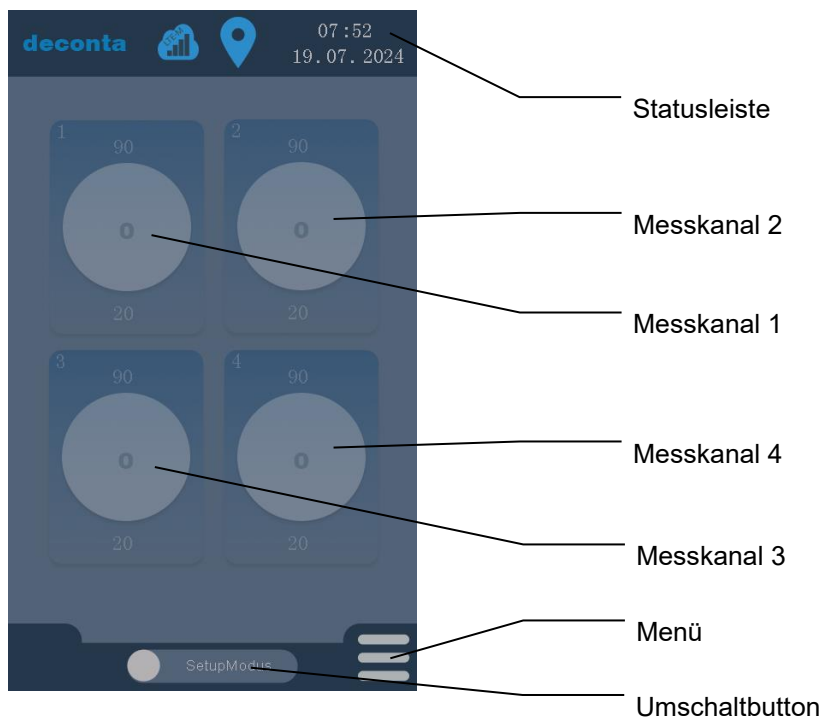 deconta
LTE-M
07:52
19.07.2024
Statusleiste
1
90
0
20
2
90
0
20
Messkanal 2
Messkanal 1
3
90
0
20
4
90
0
20
Messkanal 4
Messkanal 3
Menü
SetupModus
Umschaltbutton